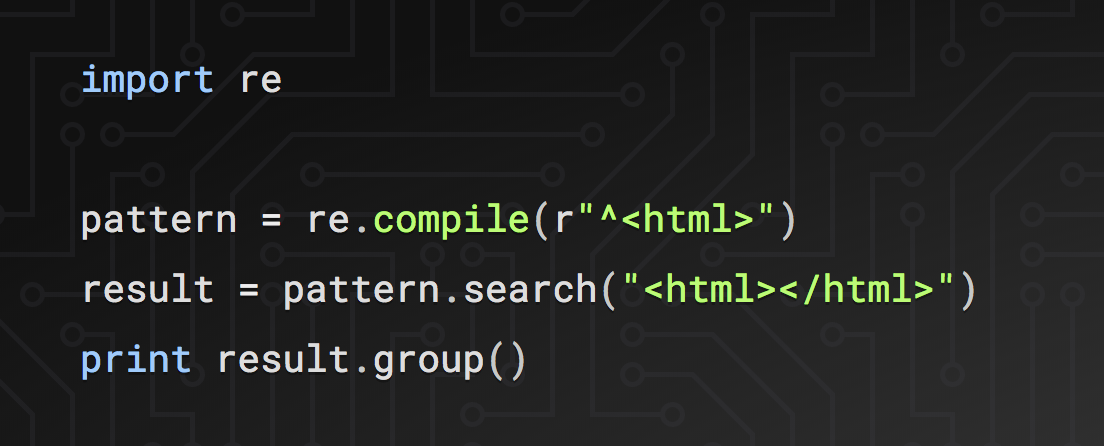 import re
pattern = re.compile(r"^<html>")
result = pattern.search("<html></html>")
print result.group()